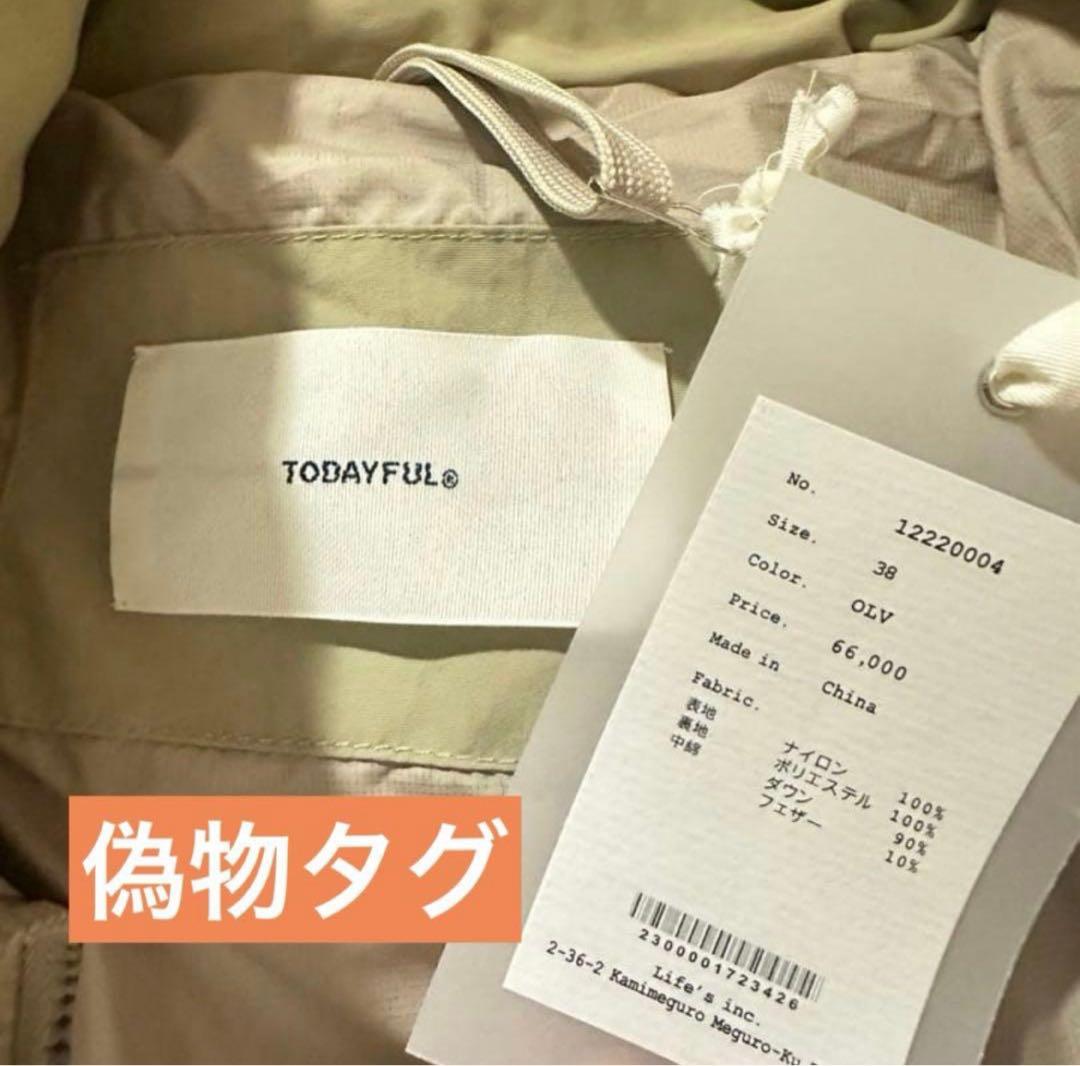 TODAYFUL®
No. 12220004
Size. 38
Color. OLV
Price. 66,000
Made in China
Fabric.
表地 ナイロン 100%
裏地 ポリエステル 100%
中綿 ダウン 90%
フェザー 10%
2300001723426
Life's inc.
2-36-2 Kamimeguro Meguro-Ku
偽物タグ